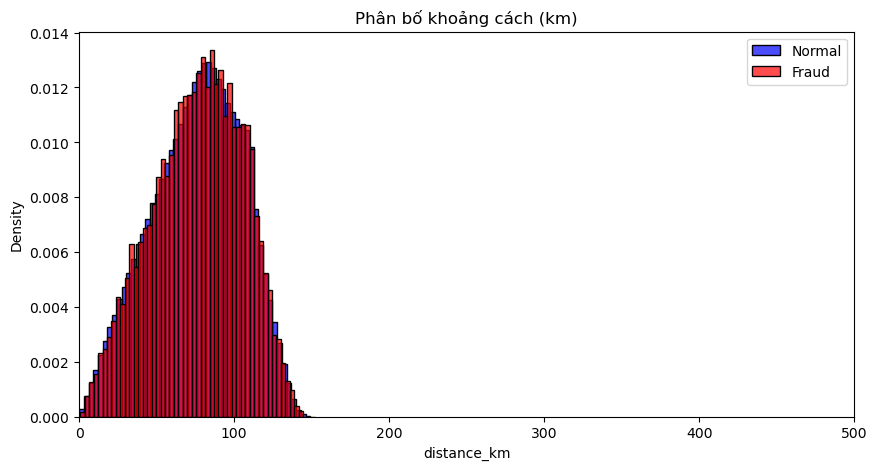 Phân bố khoảng cách (km)
Normal
Fraud
0.014
0.012
0.010
0.008
0.006
0.004
0.002
0.000
Density
0 100 200 300 400 500
distance_km